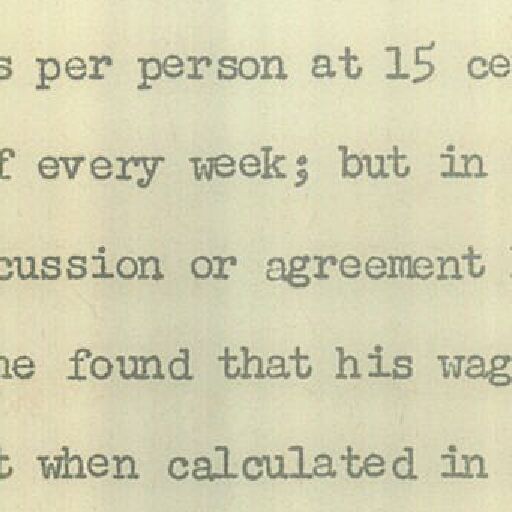 s per person at 15 ce
f every week; but in
cussion or agreement
he found that his wag
t when calculated in